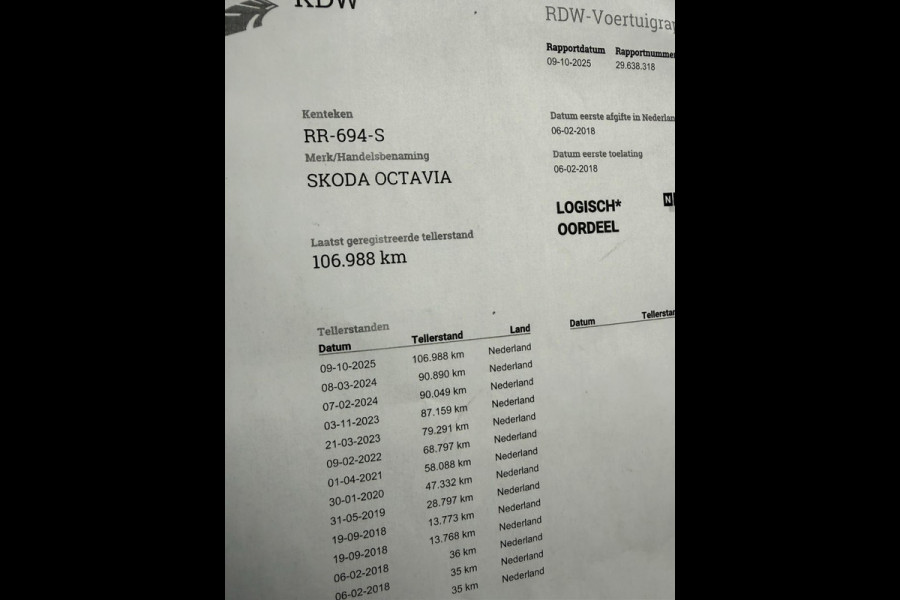 RDW
RDW-Voertuigrap
Rapportdatum Rapportnummer
09-10-2025 29.638.318
Kenteken
RR-694-S
Merk/Handelsbenaming
SKODA OCTAVIA
Datum eerste afgifte in Nederlan
06-02-2018
Datum eerste toelating
06-02-2018
LOGISCH*
OORDEEL
N
Laatst geregistreerde tellerstand
106.988 km
Tellerstanden
Datum Tellerstand Land Datum Tellerstan
09-10-2025 106.988 km Nederland
08-03-2024 90.890 km Nederland
07-02-2024 90.049 km Nederland
03-11-2023 87.159 km Nederland
21-03-2023 79.291 km Nederland
09-02-2022 68.797 km Nederland
01-04-2021 58.088 km Nederland
30-01-2020 47.332 km Nederland
31-05-2019 28.797 km Nederland
19-09-2018 13.773 km Nederland
19-09-2018 13.768 km Nederland
06-02-2018 36 km Nederland
06-02-2018 35 km Nederland
35 km Nederland